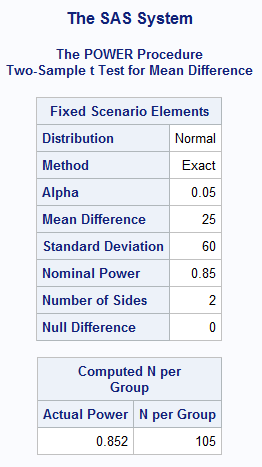 The SAS System
The POWER Procedure
Two-Sample t Test for Mean Difference
Fixed Scenario Elements
Distribution Normal
Method Exact
Alpha 0.05
Mean Difference 25
Standard Deviation 60
Nominal Power 0.85
Number of Sides 2
Null Difference 0
Computed N per
Group
Actual Power N per Group
0.852 105